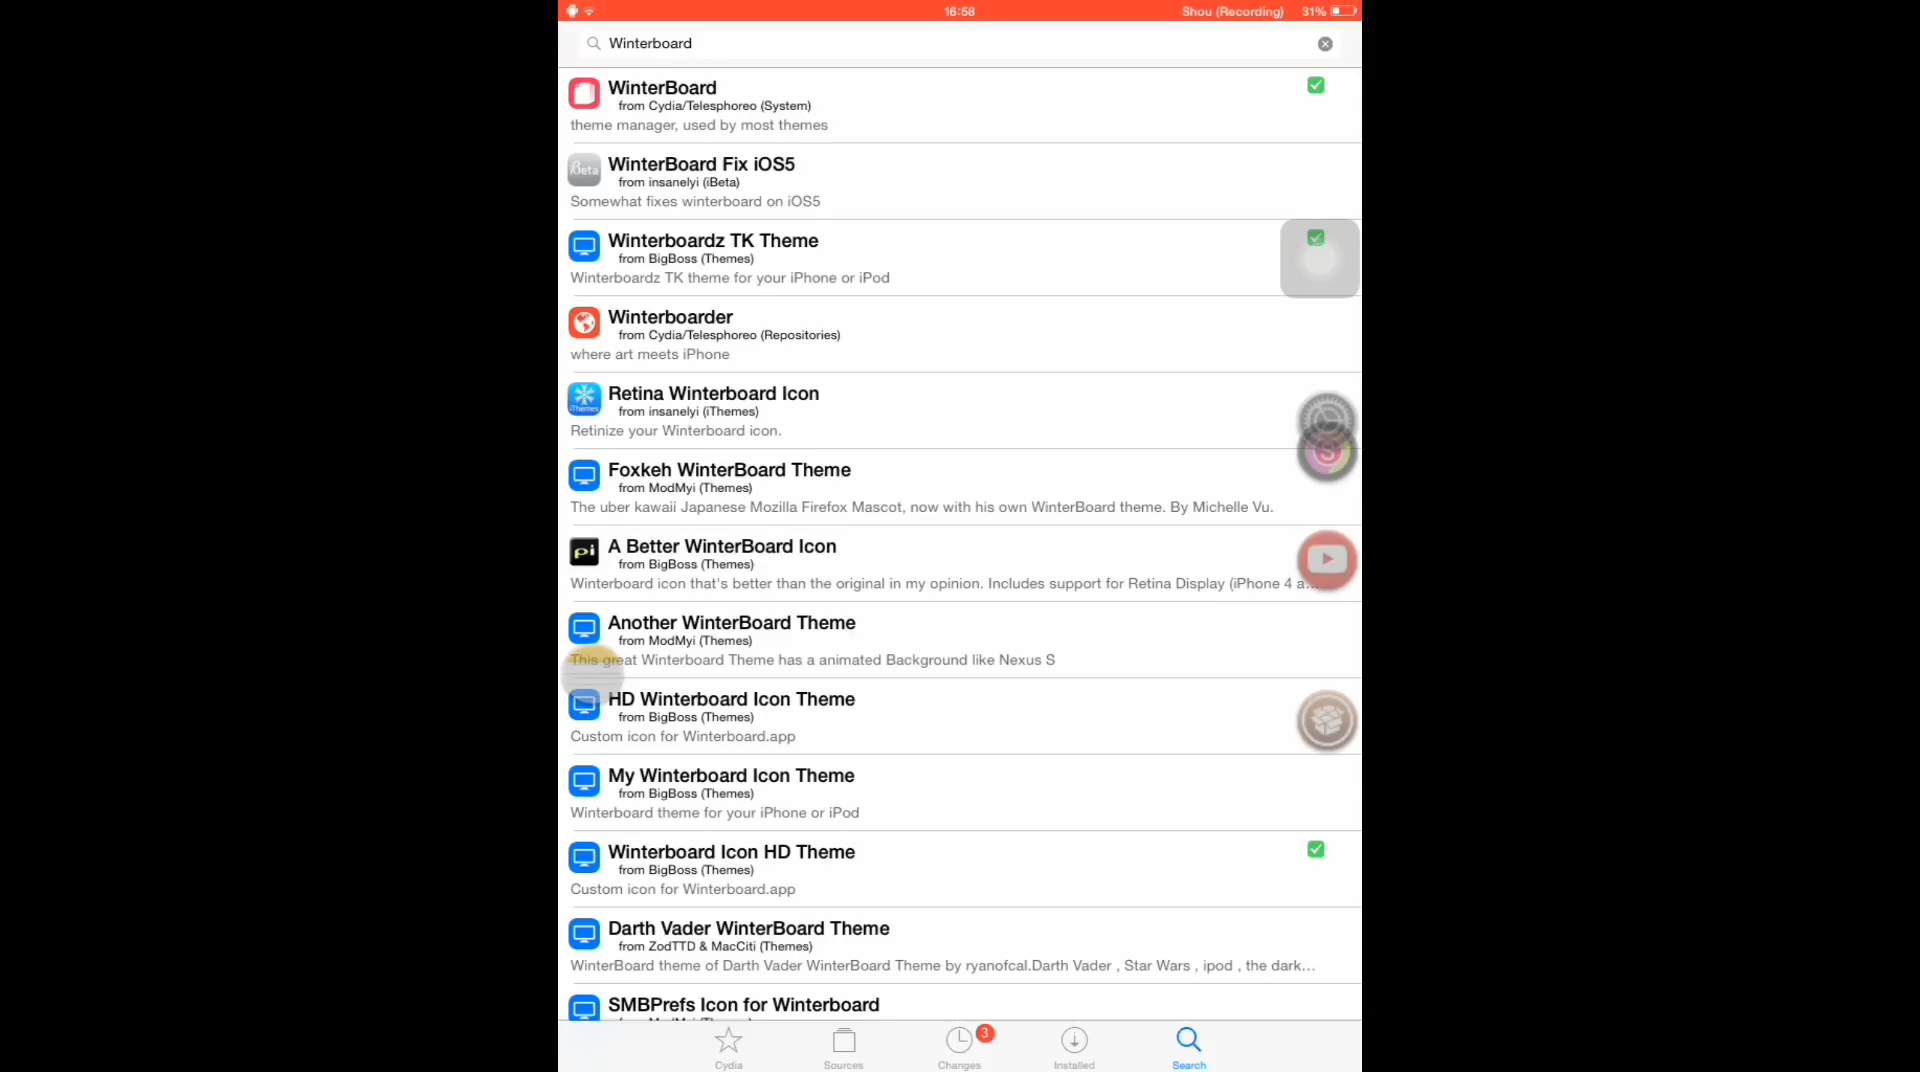 16:58
Shou (Recording)
31%
Winterboard
WinterBoard
from Cydia/Telesphoreo (System)
theme manager, used by most themes
βeta
WinterBoard Fix iOS5
from insanelyi (iBeta)
Somewhat fixes winterboard on iOS5
Winterboardz TK Theme
from BigBoss (Themes)
Winterboardz TK theme for your iPhone or iPod
Winterboarder
from Cydia/Telesphoreo (Repositories)
where art meets iPhone
iThemes
Retina Winterboard Icon
from insanelyi (iThemes)
Retinize your Winterboard icon.
S
Foxkeh WinterBoard Theme
from ModMyi (Themes)
The uber kawaii Japanese Mozilla Firefox Mascot, now with his own WinterBoard theme. By Michelle Vu.
pi
A Better WinterBoard Icon
from BigBoss (Themes)
Winterboard icon that's better than the original in my opinion. Includes support for Retina Display (iPhone 4 a...
Another WinterBoard Theme
from ModMyi (Themes)
This great Winterboard Theme has a animated Background like Nexus S
HD Winterboard Icon Theme
from BigBoss (Themes)
Custom icon for Winterboard.app
My Winterboard Icon Theme
from BigBoss (Themes)
Winterboard theme for your iPhone or iPod
Winterboard Icon HD Theme
from BigBoss (Themes)
Custom icon for Winterboard.app
Darth Vader WinterBoard Theme
from ZodTTD & MacCiti (Themes)
WinterBoard theme of Darth Vader WinterBoard Theme by ryanofcal.Darth Vader , Star Wars , ipod , the dark...
SMBPrefs Icon for Winterboard
3
Cydia
Sources
Changes
Installed
Search